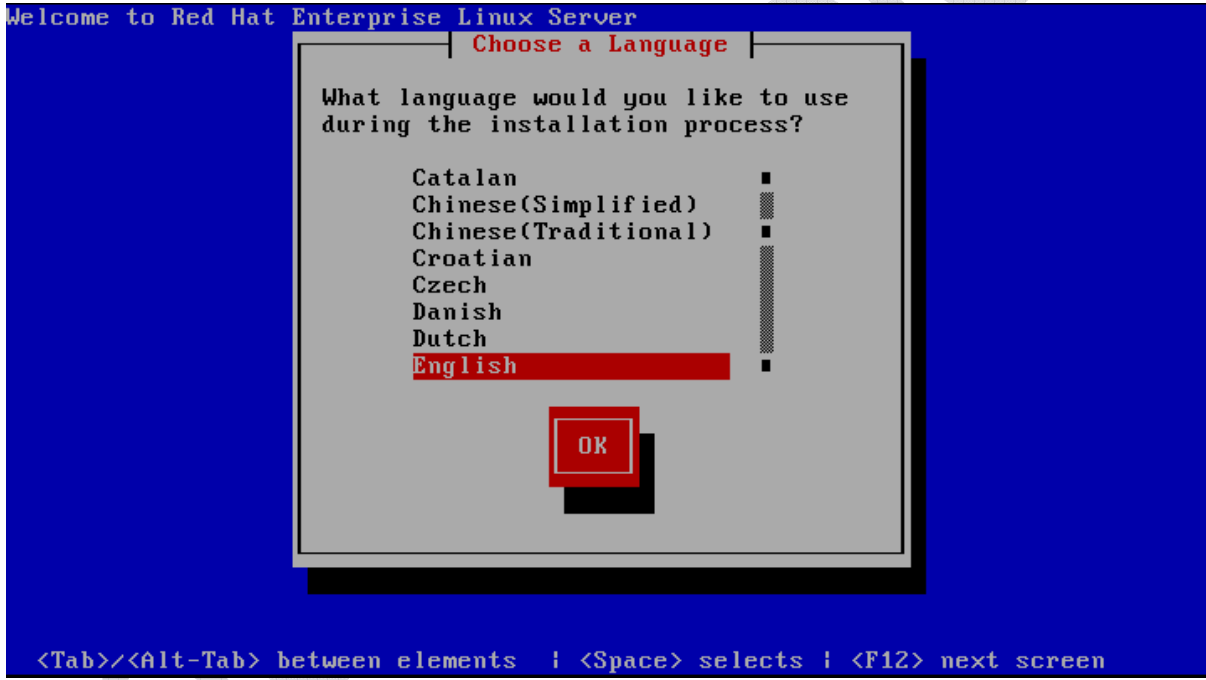 Welcome to Red Hat Enterprise Linux Server
Choose a Language
What language would you like to use
during the installation process?
Catalan
Chinese(Simplified)
Chinese(Traditional)
Croatian
Czech
Danish
Dutch
English
OK
<Tab>/<Alt-Tab> between elements | <Space> selects | <F12> next screen